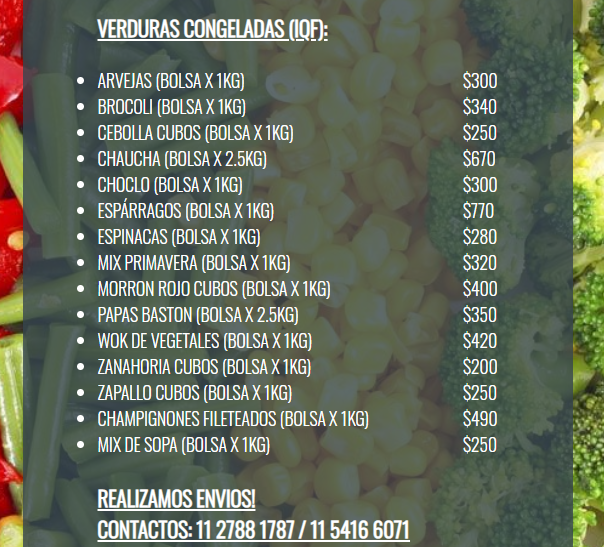 VERDURAS CONGELADAS (IQF):
• ARVEJAS (BOLSA X 1KG) $300
• BROCOLI (BOLSA X 1KG) $340
• CEBOLLA CUBOS (BOLSA X 1KG) $250
• CHAUCHA (BOLSA X 2.5KG) $670
• CHOCLO (BOLSA X 1KG) $300
• ESPÁRRAGOS (BOLSA X 1KG) $770
• ESPINACAS (BOLSA X 1KG) $280
• MIX PRIMAVERA (BOLSA X 1KG) $320
• MORRON ROJO CUBOS (BOLSA X 1KG) $400
• PAPAS BASTON (BOLSA X 2.5KG) $350
• WOK DE VEGETALES (BOLSA X 1KG) $420
• ZANAHORIA CUBOS (BOLSA X 1KG) $200
• ZAPALLO CUBOS (BOLSA X 1KG) $250
• CHAMPIGNONES FILETEADOS (BOLSA X 1KG) $490
• MIX DE SOPA (BOLSA X 1KG) $250
REALIZAMOS ENVIOS!
CONTACTOS: 11 2788 1787 / 11 5416 6071